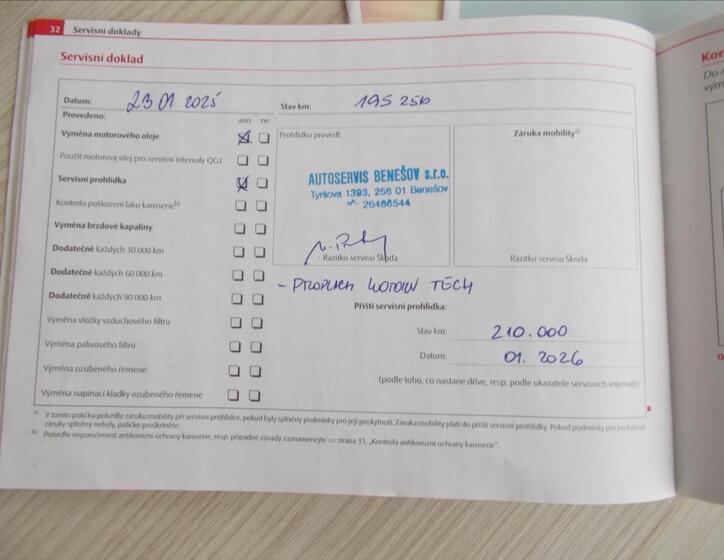 32 Servisní doklady
Servisní doklad
Datum: 23.01 2025 Stav km: 195 256
Provedeno: ano ne
Výměna motorového oleje
Použit motorový olej pro servisní intervaly QG1
Servisní prohlídka
Kontrola poškození laku karoserie b)
Výměna brzdové kapaliny
Dodatečně každých 30 000 km
Dodatečně každých 60 000 km
Dodatečně každých 90 000 km
Výměna vložky vzduchového filtru
Výměna palivového filtru
Výměna ozubeného řemene
Výměna napínací kladky ozubeného řemene
Prohlídku provedl:
AUTOSERVIS BENEŠOV s.r.o.
Tyršova 1393, 256 01 Benešov
Razítko servisu Škoda
Záruka mobility a)
Razítko servisu Škoda
- PROPLACH MOTORU TECH
Příští servisní prohlídka:
Stav km: 210.000
Datum: 01. 2026
(podle toho, co nastane dříve, resp. podle ukazatele servisních intervalů)
a) V tomto políčku potvrďte záruku mobility při servisní prohlídce, pokud byly splněny podmínky pro její poskytnutí. Záruka mobility platí do příští servisní prohlídky. Pokud podmínky pro poskytnutí
záruky splněny nebyly, políčko proškrtněte.
b) Potvrďte neporušenost antikorozní ochrany karoserie, resp. případné závady zaznamenejte ⇒ strana 33, „Kontrola antikorozní ochrany karoserie".
Kon
Do
vým